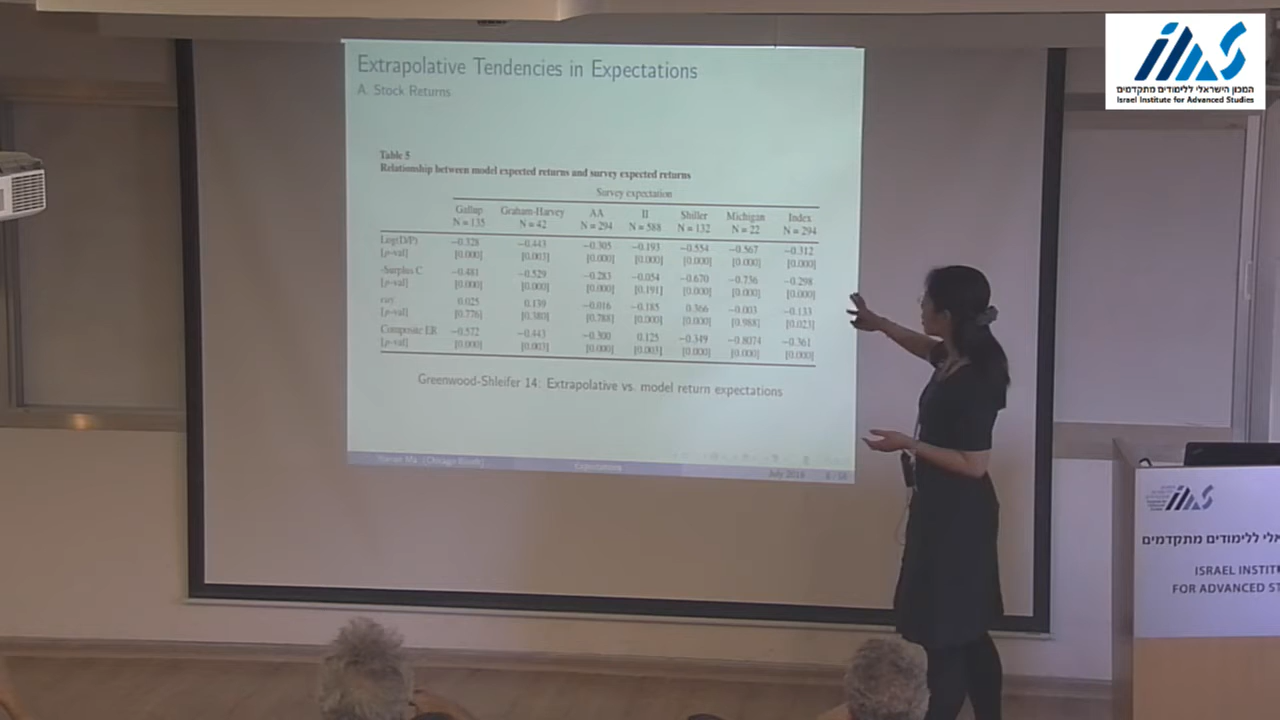 Extrapolative Tendencies in Expectations
A. Stock Returns
Table 5
Relationship between model expected returns and survey expected returns
Survey expectation
Gallup Graham-Harvey AA II Shiller Michigan Index
N = 135 N = 42 N = 294 N = 588 N = 132 N = 22 N = 294
Log(D/P) −0.328 −0.443 −0.305 −0.193 −0.554 −0.567 −0.312
[p-val] [0.000] [0.003] [0.000] [0.000] [0.000] [0.000] [0.000]
-Surplus C −0.481 −0.529 −0.283 −0.054 −0.670 −0.736 −0.298
[p-val] [0.000] [0.000] [0.000] [0.191] [0.000] [0.000] [0.000]
cay 0.025 0.139 −0.016 −0.185 0.366 −0.003 −0.133
[p-val] [0.776] [0.380] [0.788] [0.000] [0.000] [0.988] [0.023]
Composite ER −0.572 −0.443 −0.300 0.125 −0.349 −0.8074 −0.361
[p-val] [0.000] [0.003] [0.000] [0.003] [0.000] [0.000] [0.000]
Greenwood-Shleifer 14: Extrapolative vs. model return expectations
Ma (Chicago Booth) Expectations July 2018
המכון הישראלי ללימודים מתקדמים
Israel Institute for Advanced Studies
אלי ללימודים מתקדמים
ISRAEL INSTIT
FOR ADVANCED ST